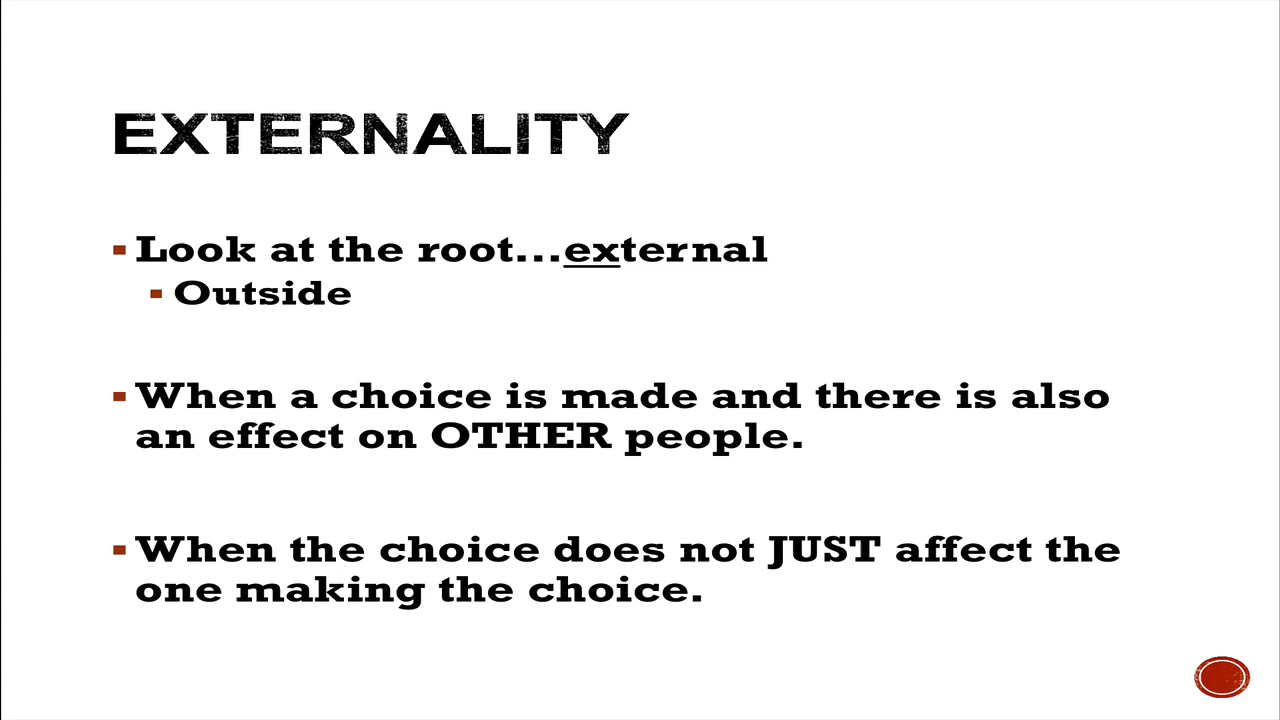 EXTERNALITY
Look at the root...external
Outside
When a choice is made and there is also
an effect on OTHER people.
When the choice does not JUST affect the
one making the choice.